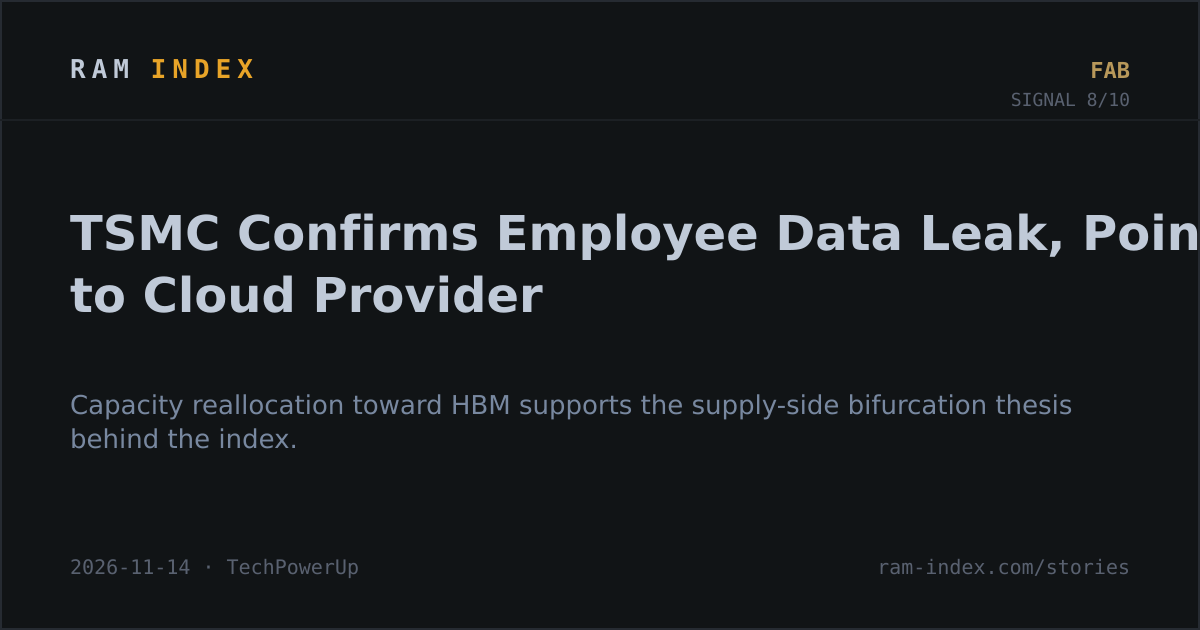 RAM INDEX
FAB
SIGNAL 8/10
TSMC Confirms Employee Data Leak, Poin
to Cloud Provider
Capacity reallocation toward HBM supports the supply-side bifurcation thesis
behind the index.
2026-11-14 · TechPowerUp
ram-index.com/stories